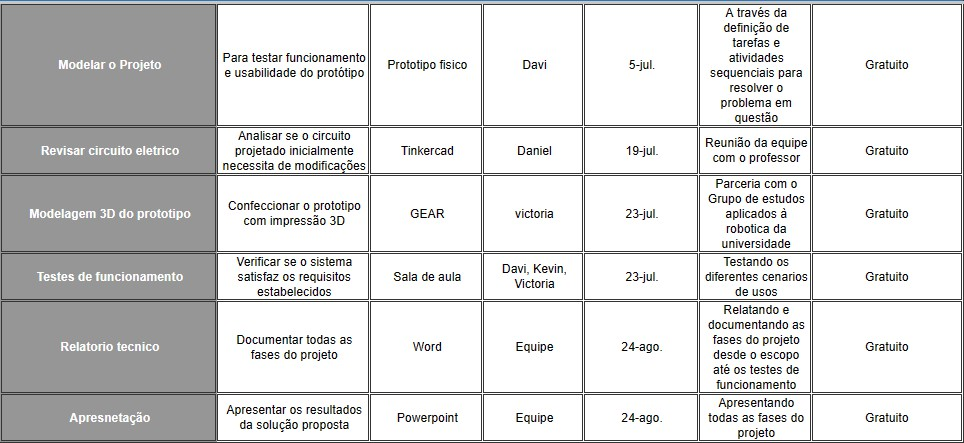 Modelar o Projeto
Para testar funcionamento
e usabilidade do protótipo
Prototipo fisico
Davi
5-jul.
A través da
definição de
tarefas e
atividades
sequenciais para
resolver o
problema em
questão
Gratuito
Revisar circuito eletrico
Analisar se o circuito
projetado inicialmente
necessita de modificações
Tinkercad
Daniel
19-jul.
Reunião da equipe
com o professor
Gratuito
Modelagem 3D do prototipo
Confeccionar o prototipo
com impressão 3D
GEAR
victoria
23-jul.
Parceria com o
Grupo de estudos
aplicados à
robotica da
universidade
Gratuito
Testes de funcionamento
Verificar se o sistema
satisfaz os requisitos
estabelecidos
Sala de aula
Davi, Kevin,
Victoria
23-jul.
Testando os
diferentes cenarios
de usos
Gratuito
Relatorio tecnico
Documentar todas as
fases do projeto
Word
Equipe
24-ago.
Relatando e
documentando as
fases do projeto
desde o escopo
até os testes de
funcionamento
Gratuito
Apresnetação
Apresentar os resultados
da solução proposta
Powerpoint
Equipe
24-ago.
Apresentando
todas as fases do
projeto
Gratuito